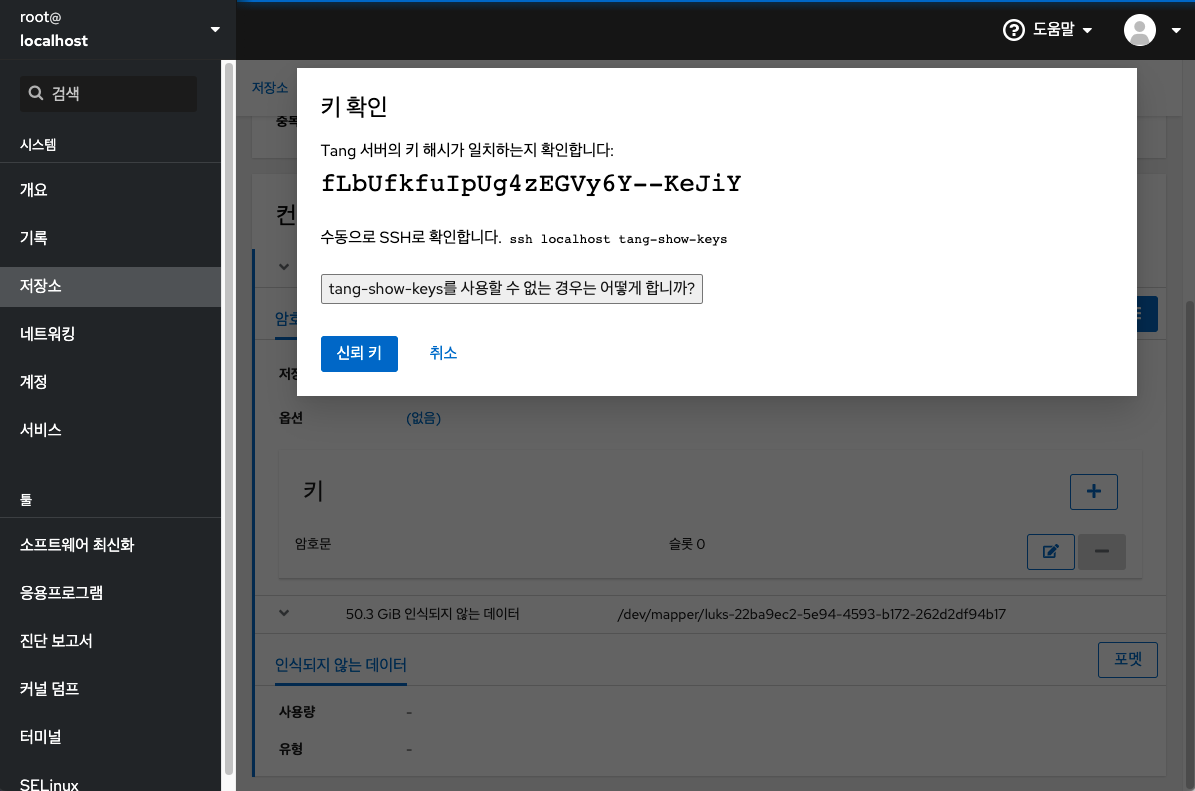 root@
localhost
도움말
검색
시스템
개요
기록
저장소
네트워킹
계정
서비스
툴
소프트웨어 최신화
응용프로그램
진단 보고서
커널 덤프
터미널
SELinux
저장소
키 확인
Tang 서버의 키 해시가 일치하는지 확인합니다:
fLbUfkfuIpUg4zEGVy6Y--KeJiY
수동으로 SSH로 확인합니다. ssh localhost tang-show-keys
tang-show-keys를 사용할 수 없는 경우는 어떻게 합니까?
신뢰 키 취소
옵션 (없음)
키
암호문 슬롯 0
50.3 GiB 인식되지 않는 데이터 /dev/mapper/luks-22ba9ec2-5e94-4593-b172-262d2df94b17
인식되지 않는 데이터 포멧
사용량 -
유형 -